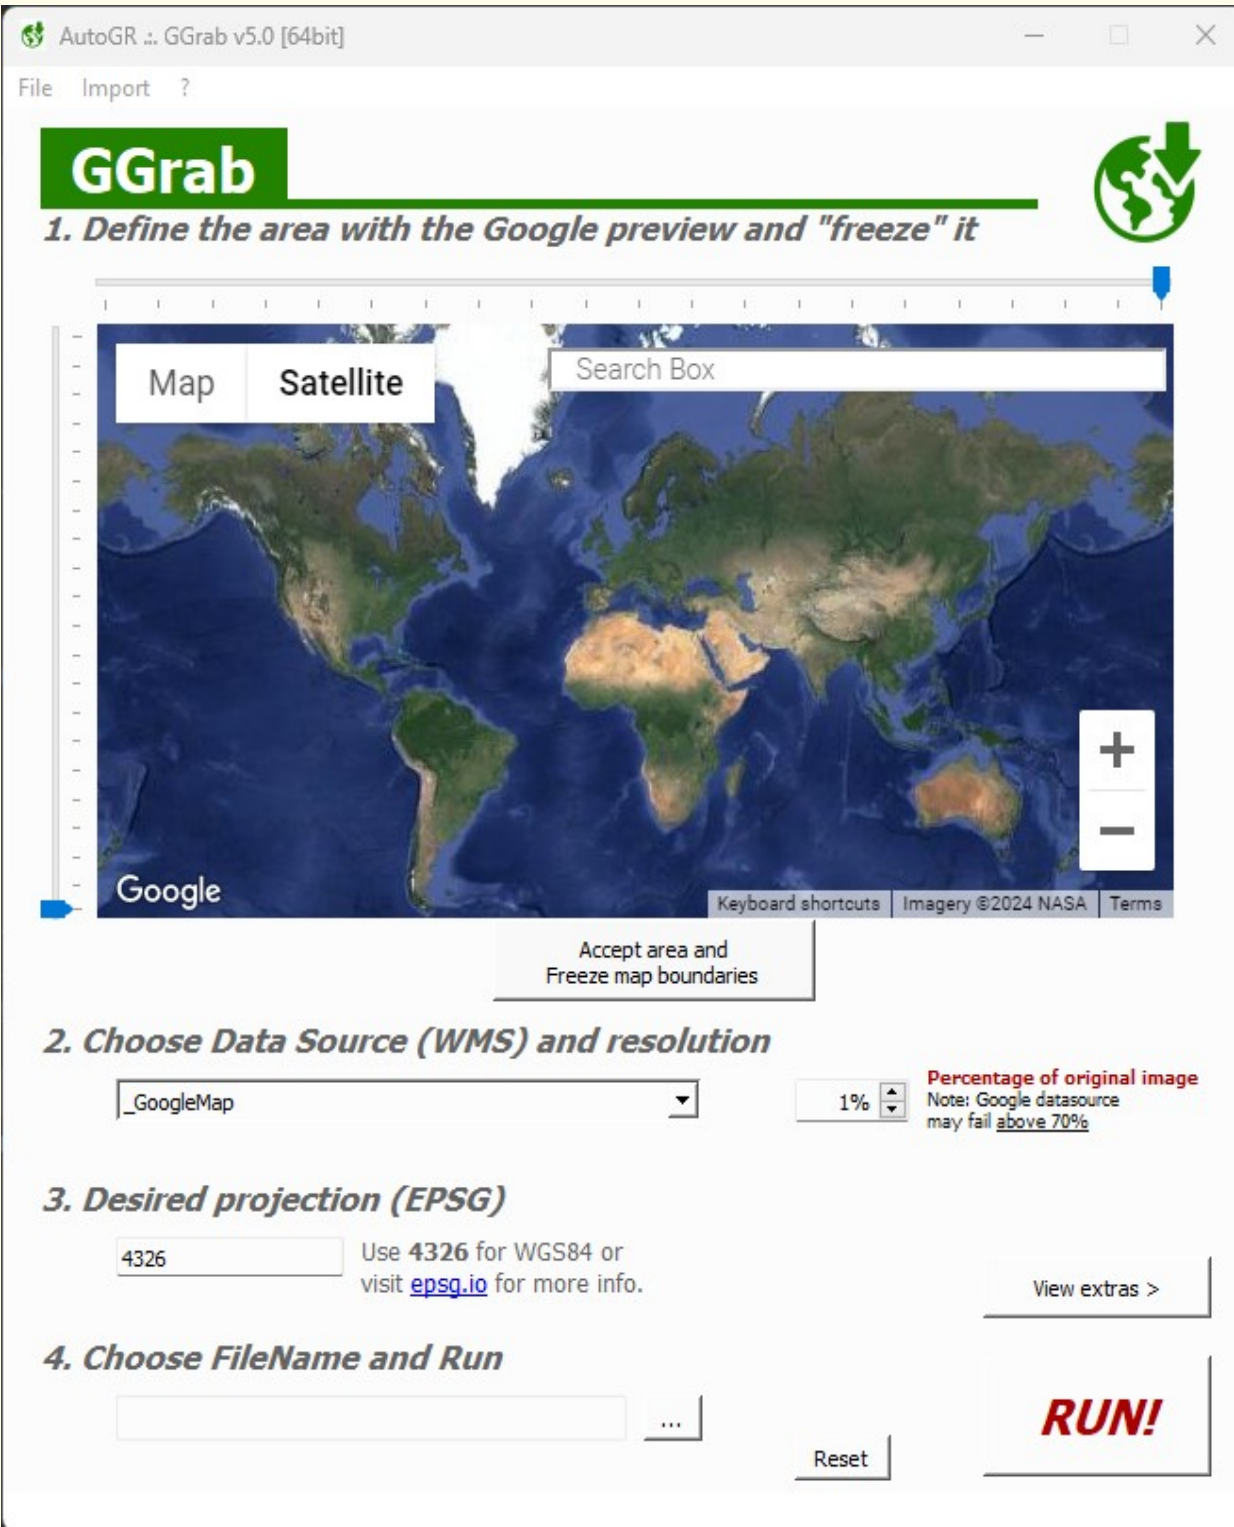 AutoGR .:. GGrab v5.0 [64bit]
File Import ?
GGrab
1. Define the area with the Google preview and "freeze" it
Map Satellite
Search Box
+
−
Google
Keyboard shortcuts Imagery ©2024 NASA Terms
Accept area and
Freeze map boundaries
2. Choose Data Source (WMS) and resolution
_GoogleMap
1%
Percentage of original image
Note: Google datasource
may fail above 70%
3. Desired projection (EPSG)
4326
Use 4326 for WGS84 or
visit epsg.io for more info.
View extras >
4. Choose FileName and Run
...
Reset
RUN!